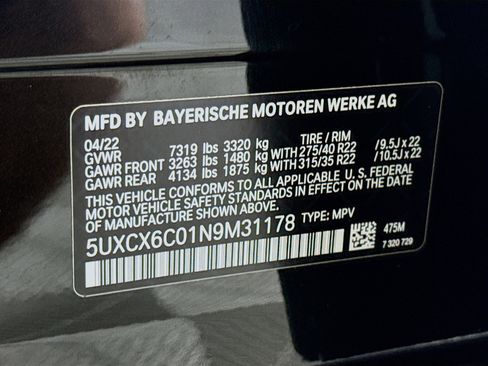 MFD BY BAYERISCHE MOTOREN WERKE AG
04/22 TIRE / RIM
GVWR 7319 lbs 3320 kg
GAWR FRONT 3263 lbs 1480 kg WITH 275/40 R22 / 9.5J x 22
GAWR REAR 4134 lbs 1875 kg WITH 315/35 R22 / 10.5J x 22
THIS VEHICLE CONFORMS TO ALL APPLICABLE U. S. FEDERAL
MOTOR VEHICLE SAFETY STANDARDS IN EFFECT ON THE DATE
OF MANUFACTURE SHOWN ABOVE.
5UXCX6C01N9M31178 TYPE: MPV
475M
7 320 729